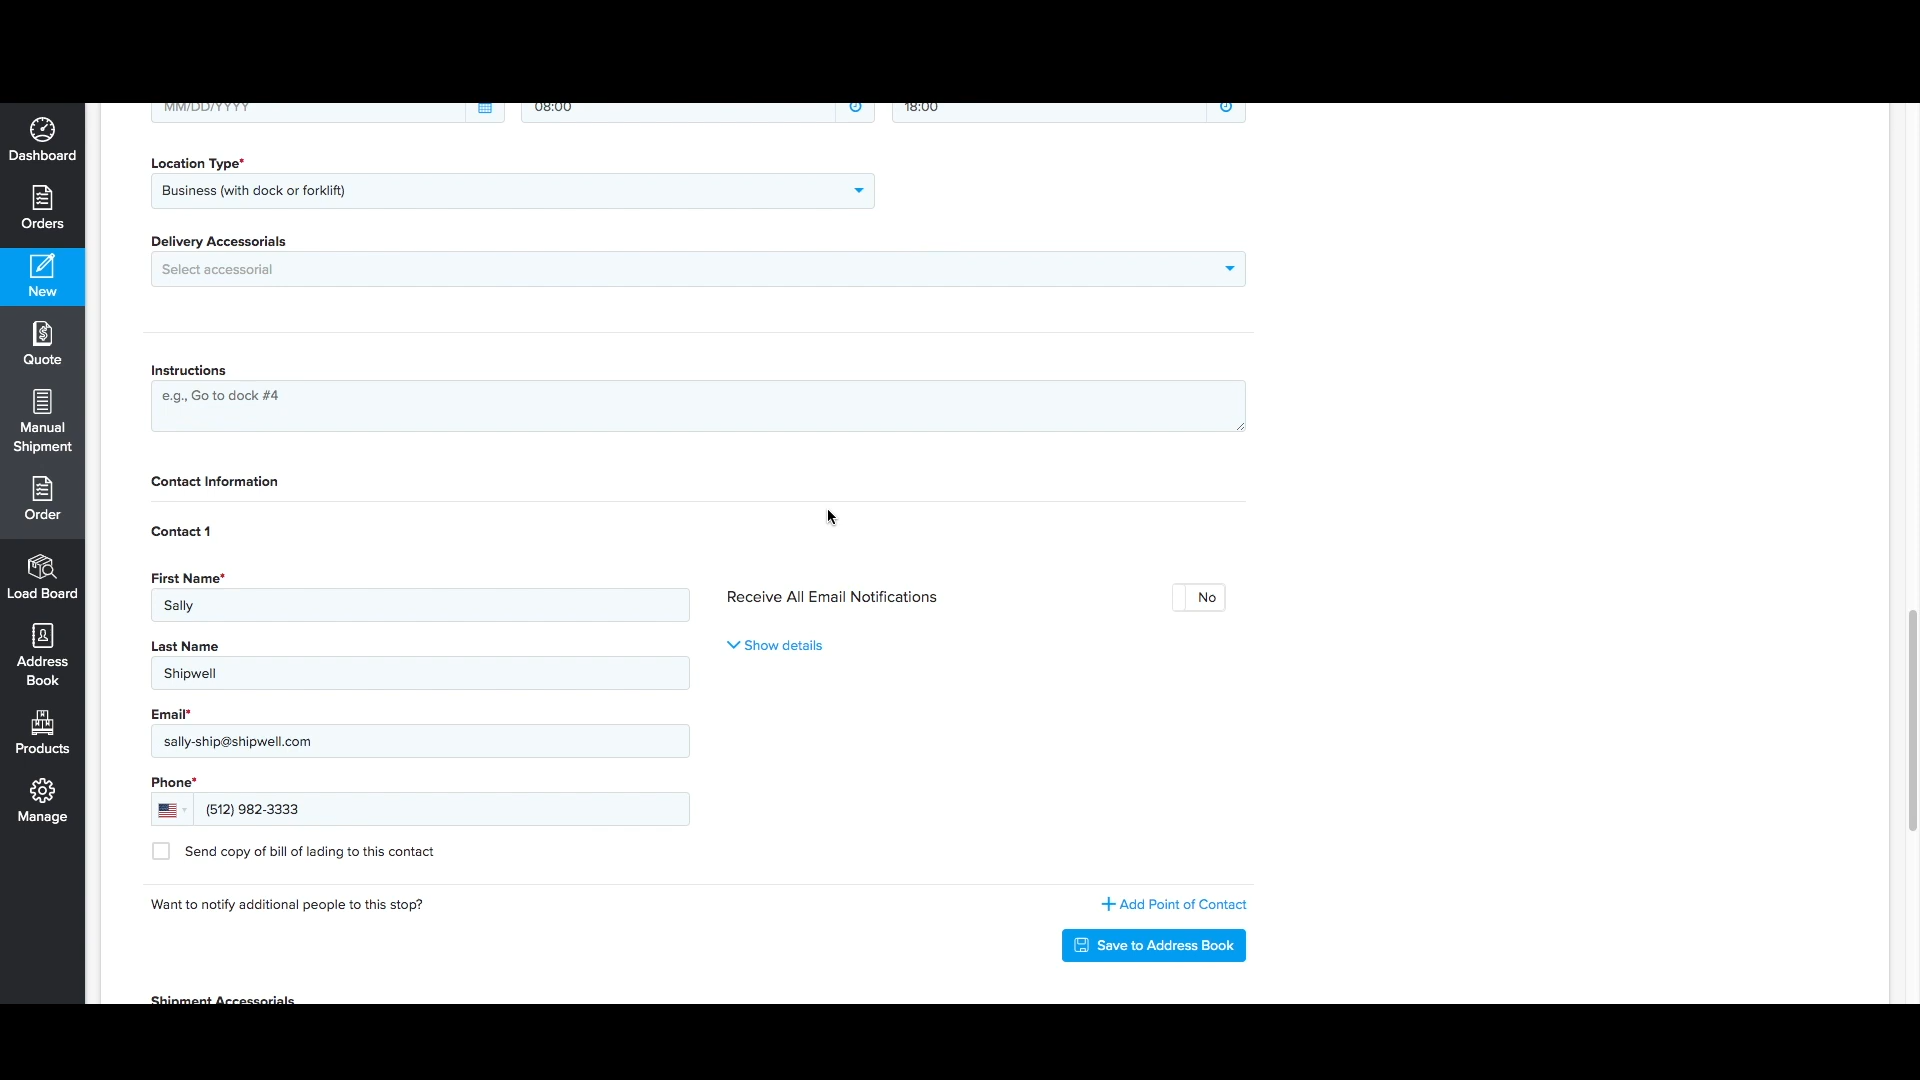 MM/DD/YYYY 08:00 18:00
Dashboard
Orders
New
Quote
Manual
Shipment
Order
Load Board
Address
Book
Products
Manage
Location Type*
Business (with dock or forklift)
Delivery Accessorials
Select accessorial
Instructions
e.g., Go to dock #4
Contact Information
Contact 1
First Name*
Sally
Receive All Email Notifications No
Show details
Last Name
Shipwell
Email*
sally-ship@shipwell.com
Phone*
(512) 982-3333
Send copy of bill of lading to this contact
Want to notify additional people to this stop?
Add Point of Contact
Save to Address Book
Shipment Accessorials